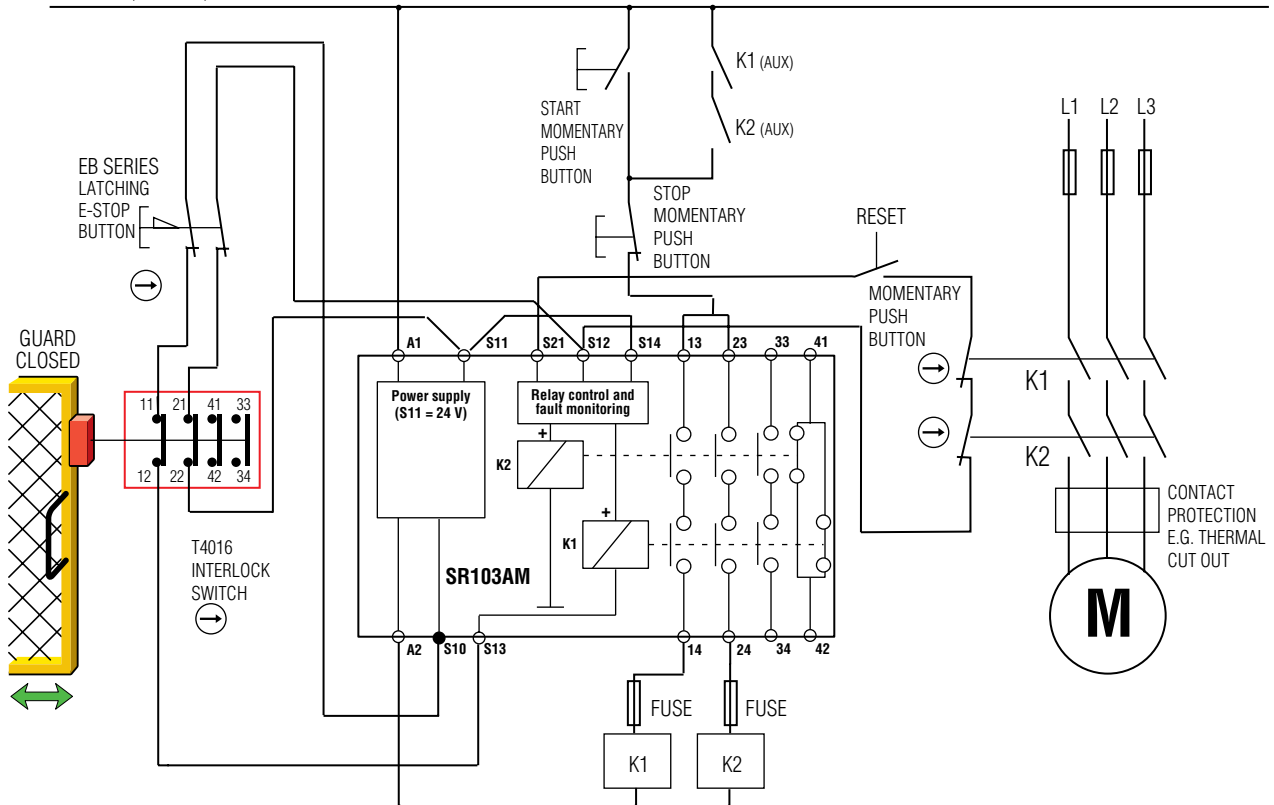 K1 (AUX)
K2 (AUX)
START
MOMENTARY
PUSH
BUTTON
L1 L2 L3
EB SERIES
LATCHING
E-STOP
BUTTON
STOP
MOMENTARY
PUSH
BUTTON
RESET
MOMENTARY
PUSH
BUTTON
GUARD
CLOSED
A1 S11 S21 S12 S14 13 23 33 41
11 21 41 33
12 22 42 34
Power supply
(S11 = 24 V)
Relay control and
fault monitoring
+
K2
+
K1
SR103AM
K1
K2
T4016
INTERLOCK
SWITCH
CONTACT
PROTECTION
E.G. THERMAL
CUT OUT
M
A2 S10 S13 14 24 34 42
FUSE FUSE
K1 K2